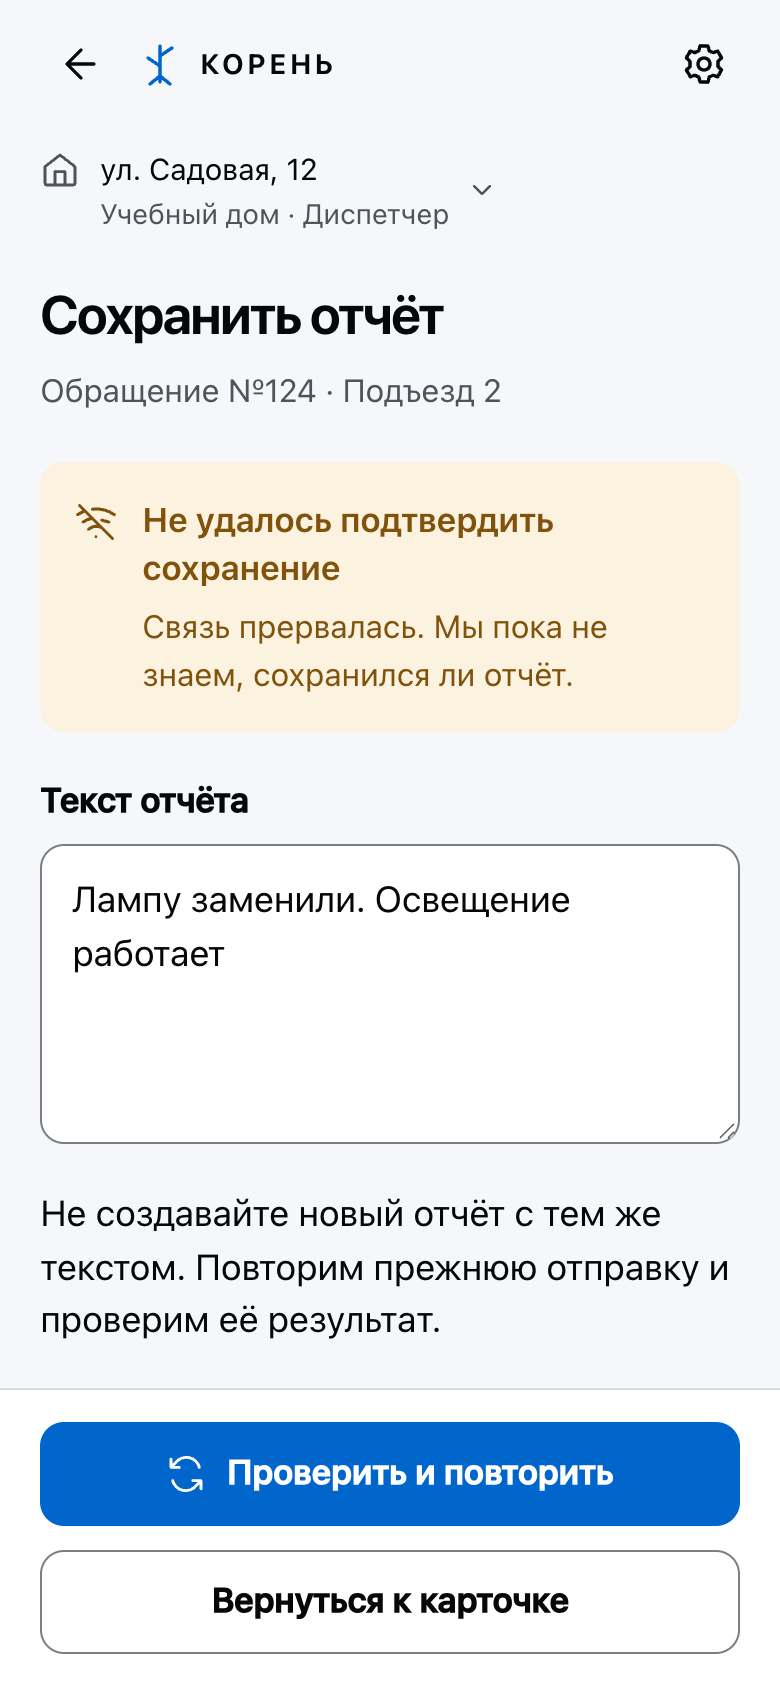 КОРЕНЬ
ул. Садовая, 12
Учебный дом · Диспетчер
Сохранить отчёт
Обращение №124 · Подъезд 2
Не удалось подтвердить
сохранение
Связь прервалась. Мы пока не
знаем, сохранился ли отчёт.
Текст отчёта
Лампу заменили. Освещение
работает
Не создавайте новый отчёт с тем же
текстом. Повторим прежнюю отправку и
проверим её результат.
Проверить и повторить
Вернуться к карточке